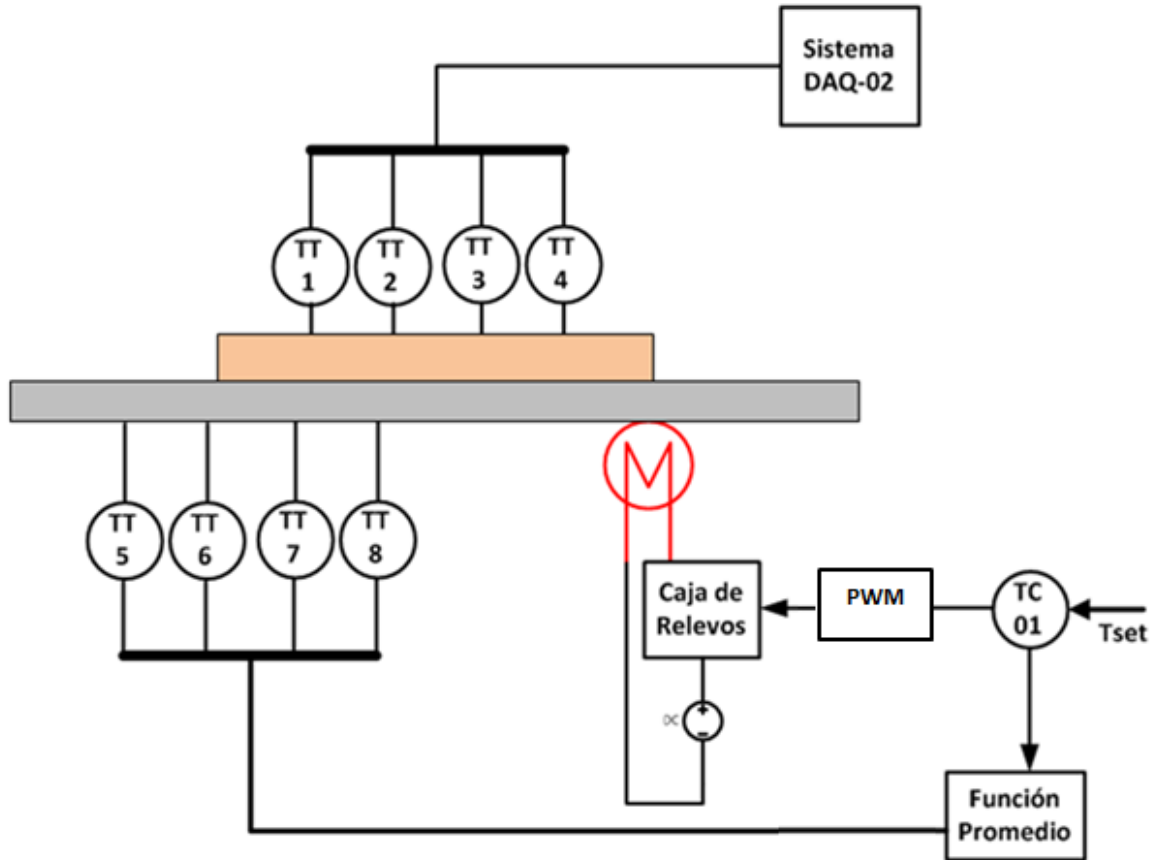 Sistema
DAQ-02
TT
1
TT
2
TT
3
TT
4
TT
5
TT
6
TT
7
TT
8
Caja de
Relevos
PWM
TC
01
Tset
∝
+
-
Función
Promedio